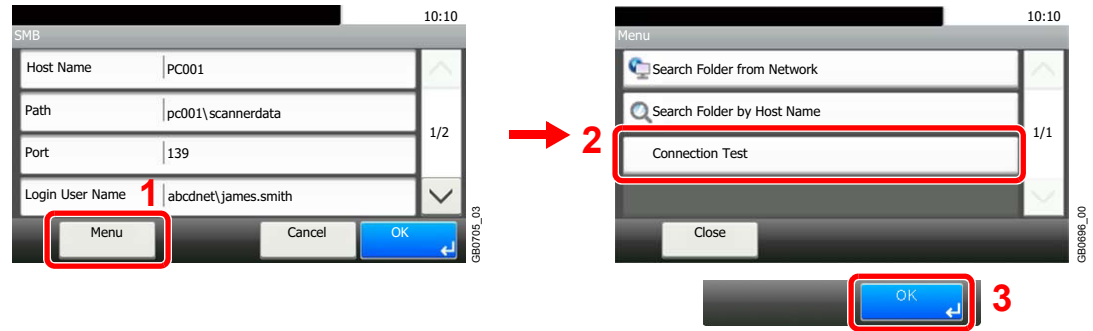 10:10
SMB
Host Name PC001
Path pc001\scannerdata
1/2
Port 139
Login User Name 1 abcdnet\james.smith
Menu Cancel OK
GB0705_03
10:10
Menu
Search Folder from Network
Search Folder by Host Name
1/1
2
Connection Test
Close
GB0696_00
OK 3